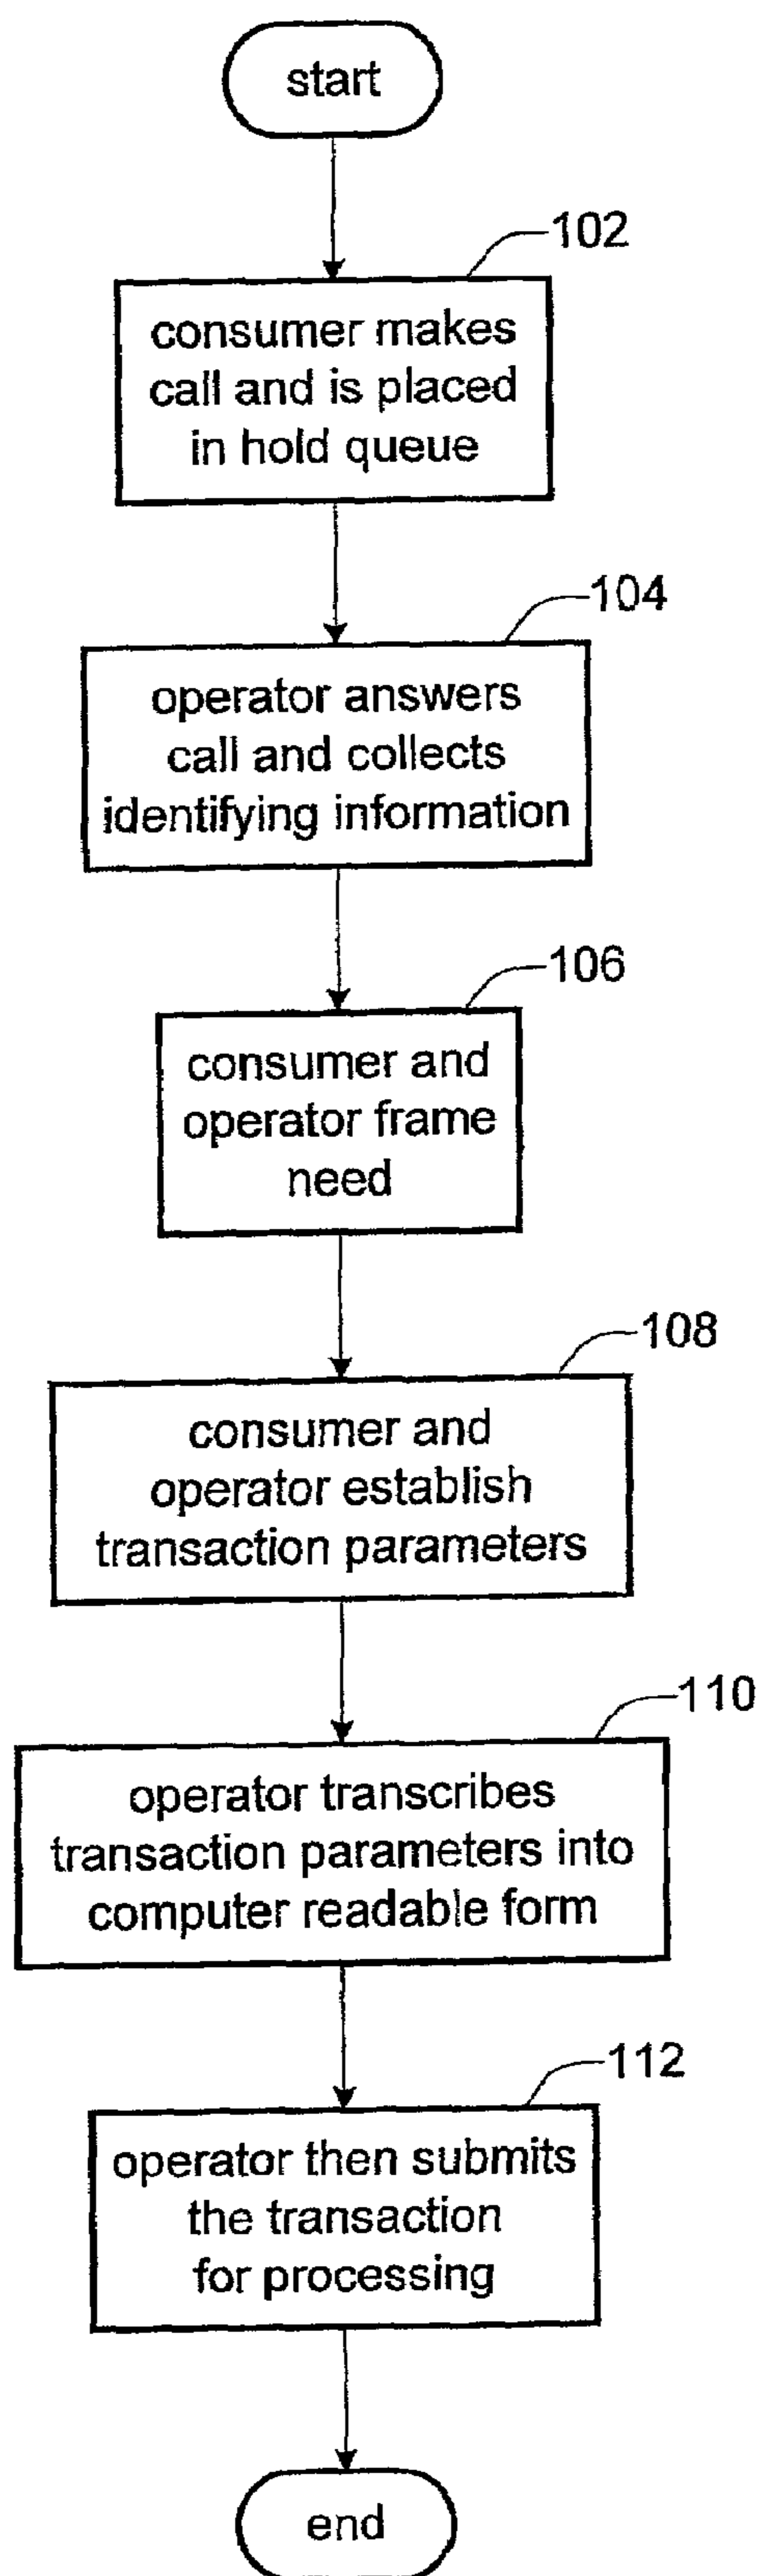 start
102
consumer makes
call and is placed
in hold queue
104
operator answers
call and collects
identifying information
106
consumer and
operator frame
need
108
consumer and
operator establish
transaction parameters
110
operator transcribes
transaction parameters into
computer readable form
112
operator then submits
the transaction
for processing
end